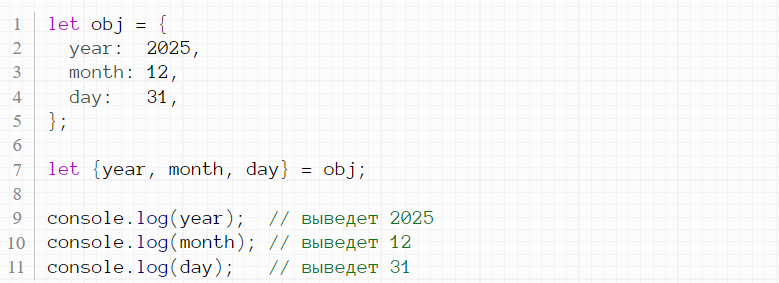 1 let obj = {
2   year:  2025,
3   month: 12,
4   day:   31,
5 };
6
7 let {year, month, day} = obj;
8
9 console.log(year);  // выведет 2025
10 console.log(month); // выведет 12
11 console.log(day);   // выведет 31